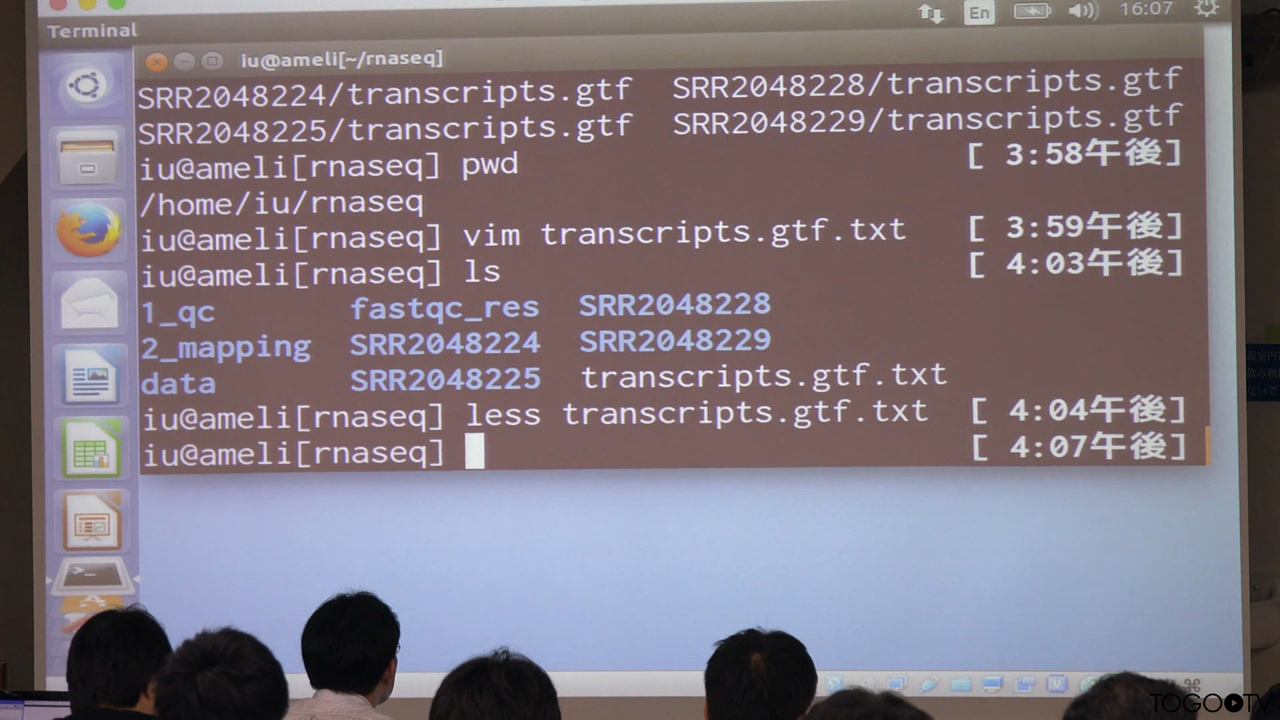 En 16:07
Terminal
iu@ameli[~/rnaseq]
SRR2048224/transcripts.gtf SRR2048228/transcripts.gtf
SRR2048225/transcripts.gtf SRR2048229/transcripts.gtf
iu@ameli[rnaseq] pwd [ 3:58午後]
/home/iu/rnaseq
iu@ameli[rnaseq] vim transcripts.gtf.txt [ 3:59午後]
iu@ameli[rnaseq] ls [ 4:03午後]
1_qc fastqc_res SRR2048228
2_mapping SRR2048224 SRR2048229
data SRR2048225 transcripts.gtf.txt
iu@ameli[rnaseq] less transcripts.gtf.txt [ 4:04午後]
iu@ameli[rnaseq] [ 4:07午後]
TOGOTV